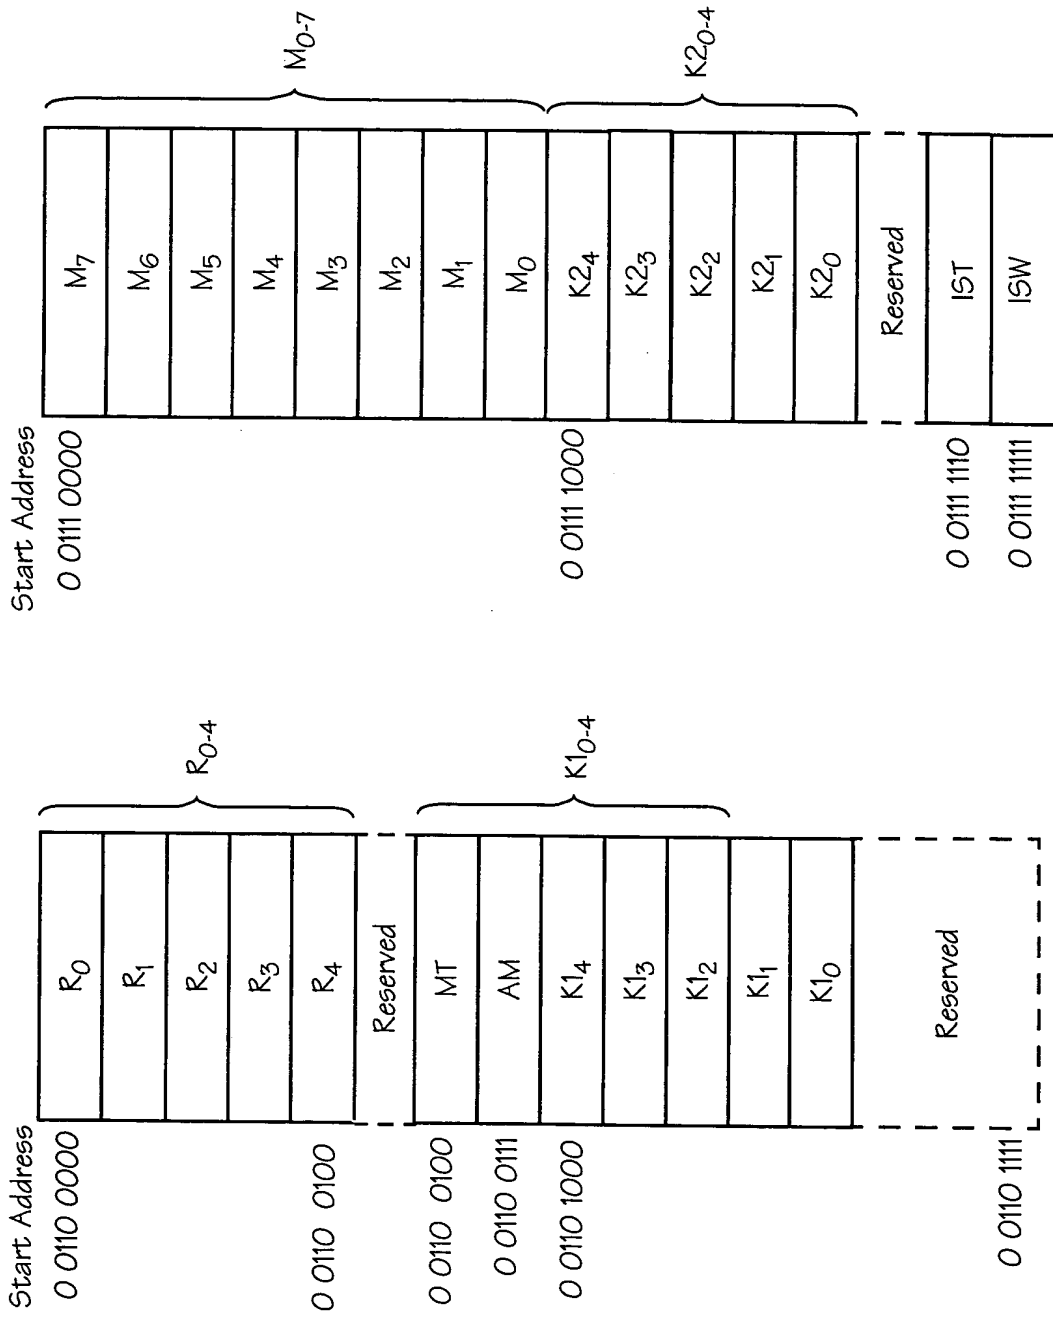 Start Address
0 0110 0000 R0
R1
R2
R3
0 0110 0100 R4
R0-4
Reserved
0 0110 0100 MT
0 0110 0111 AM
0 0110 1000 K14
K13
K12
K11
K10
K10-4
Reserved
0 0110 1111
Start Address
0 0111 0000 M7
M6
M5
M4
M3
M2
M1
M0
M0-7
0 0111 1000 K24
K23
K22
K21
K20
K20-4
Reserved
0 0111 1110 IST
0 0111 11111 ISW